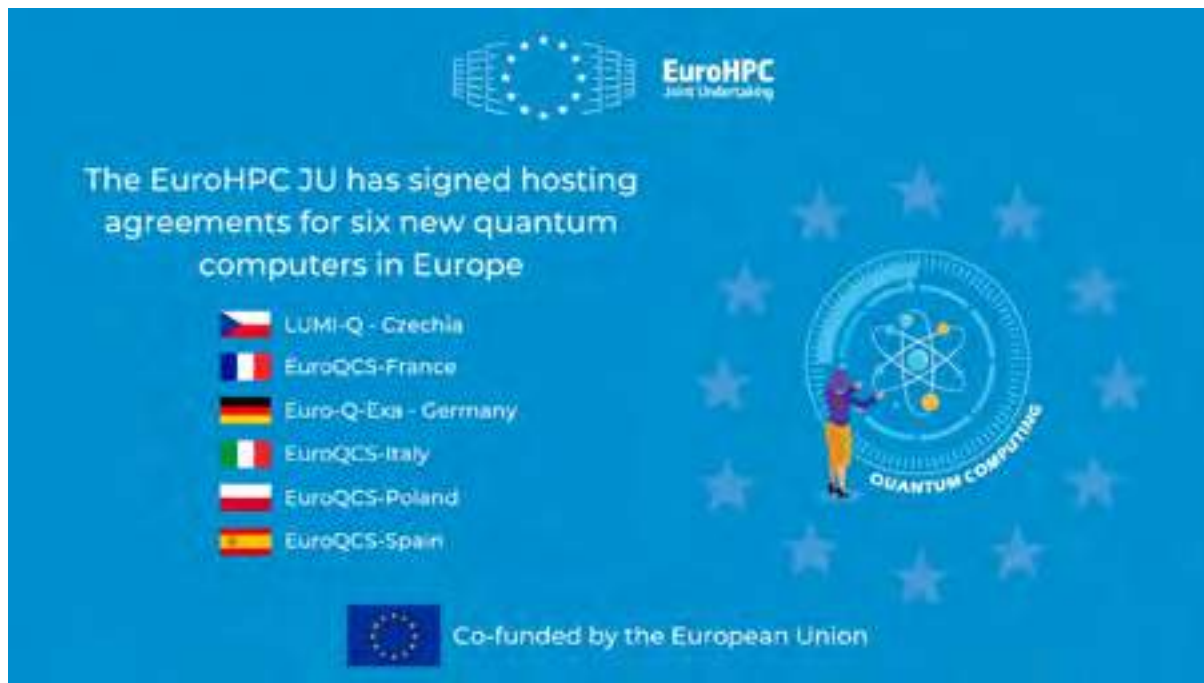 EuroHPC
Joint Undertaking
The EuroHPC JU has signed hosting
agreements for six new quantum
computers in Europe
LUMI-Q - Czechia
EuroQCS-France
Euro-Q-Exa - Germany
EuroQCS-Italy
EuroQCS-Poland
EuroQCS-Spain
QUANTUM COMPUTING
Co-funded by the European Union